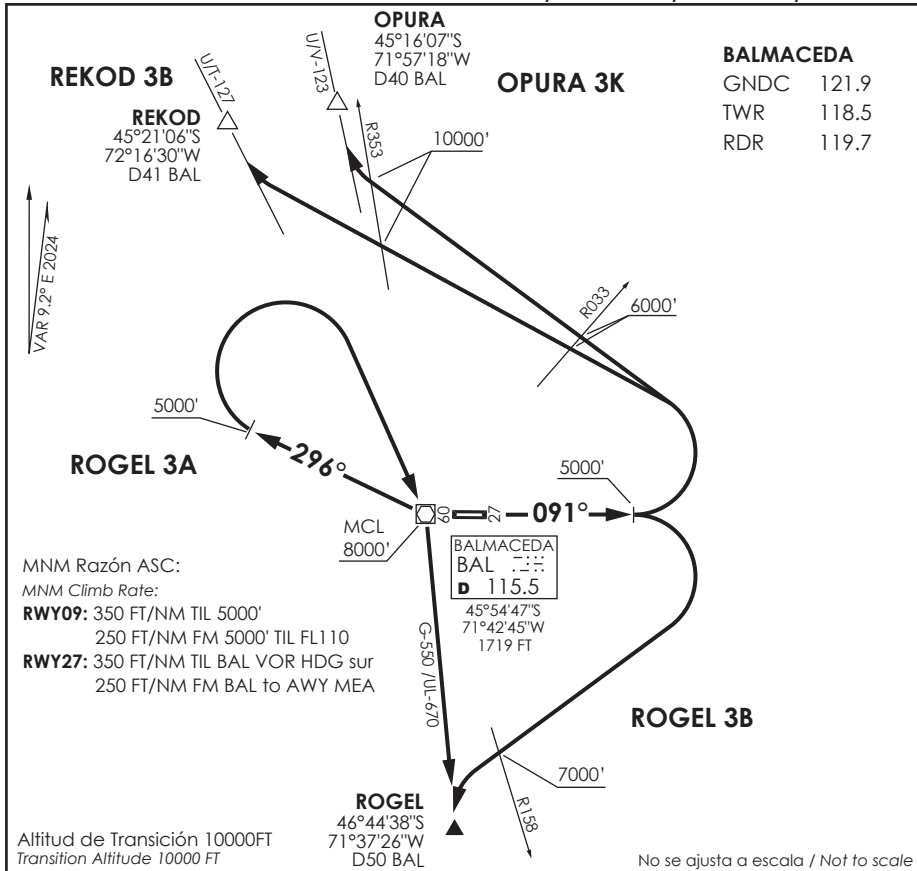 OPURA
45°16'07"S
71°57'18"W
D40 BAL
REKOD 3B
U/T-127
U/V-123
OPURA 3K
BALMACEDA
GNDC 121.9
TWR 118.5
RDR 119.7
REKOD
45°21'06"S
72°16'30"W
D41 BAL
R353
10000'
VAR 9.2° E 2024
R033
6000'
5000'
296°
ROGEL 3A
5000'
091°
09
27
MCL
8000'
BALMACEDA
BAL
D 115.5
45°54'47"S
71°42'45"W
1719 FT
MNM Razón ASC:
MNM Climb Rate:
RWY09: 350 FT/NM TIL 5000'
250 FT/NM FM 5000' TIL FL110
RWY27: 350 FT/NM TIL BAL VOR HDG sur
250 FT/NM FM BAL to AWY MEA
G-550 /UL-670
ROGEL 3B
7000'
R158
ROGEL
46°44'38"S
71°37'26"W
D50 BAL
Altitud de Transición 10000FT
Transition Altitude 10000 FT
No se ajusta a escala / Not to scale